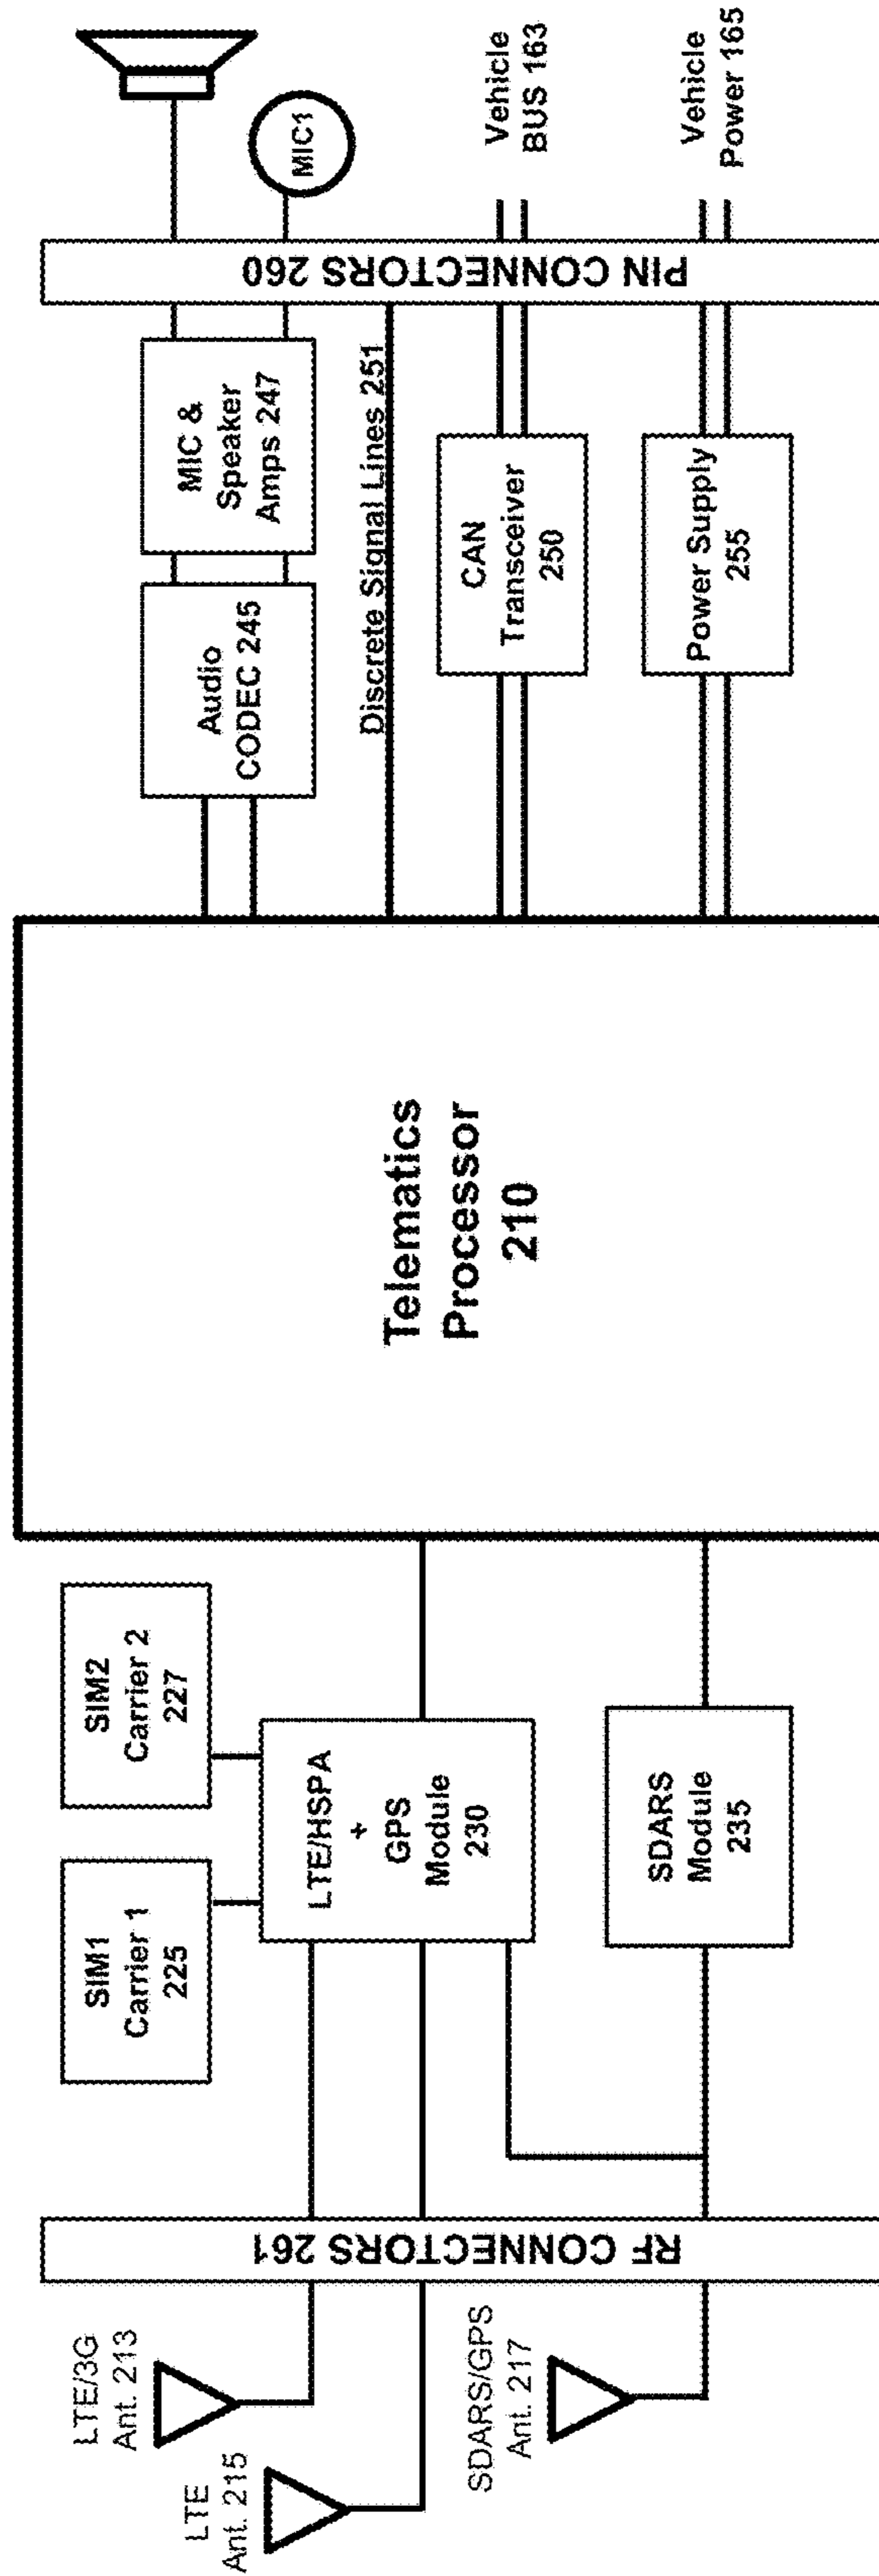 LTE/3G
Ant. 213
LTE
Ant. 215
SDARS/GPS
Ant. 217
RF CONNECTORS 261
SIM1
Carrier 1
225
SIM2
Carrier 2
227
LTE/HSPA
+
GPS
Module
230
SDARS
Module
235
Telematics
Processor
210
Audio
CODEC 245
MIC &
Speaker
Amps 247
Discrete Signal Lines 251
CAN
Transceiver
250
Power Supply
255
PIN CONNECTORS 260
MIC1
Vehicle
BUS 163
Vehicle
Power 165